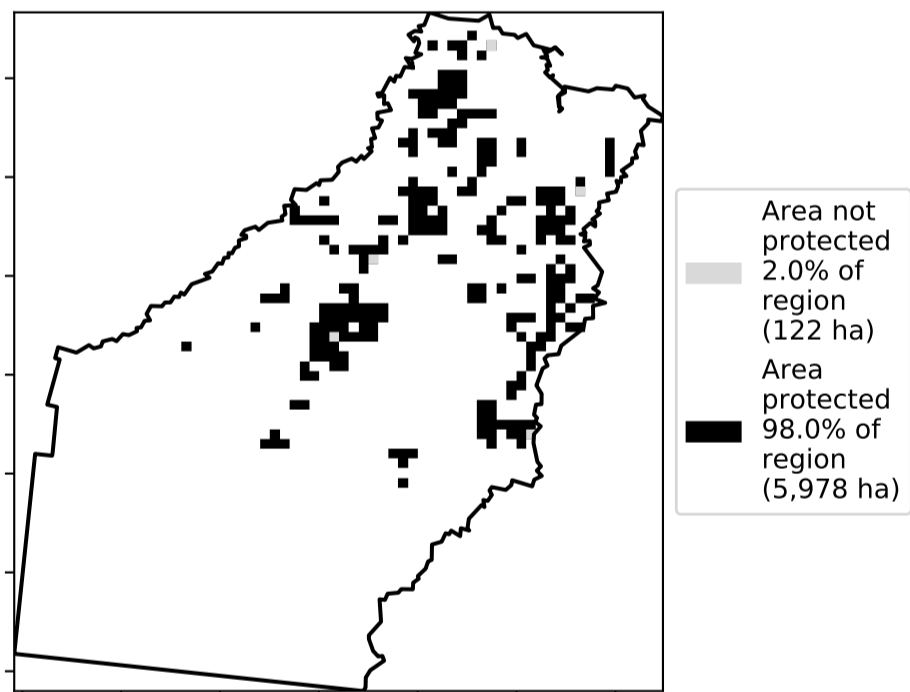 Area not
protected
2.0% of
region
(122 ha)
Area
protected
98.0% of
region
(5,978 ha)